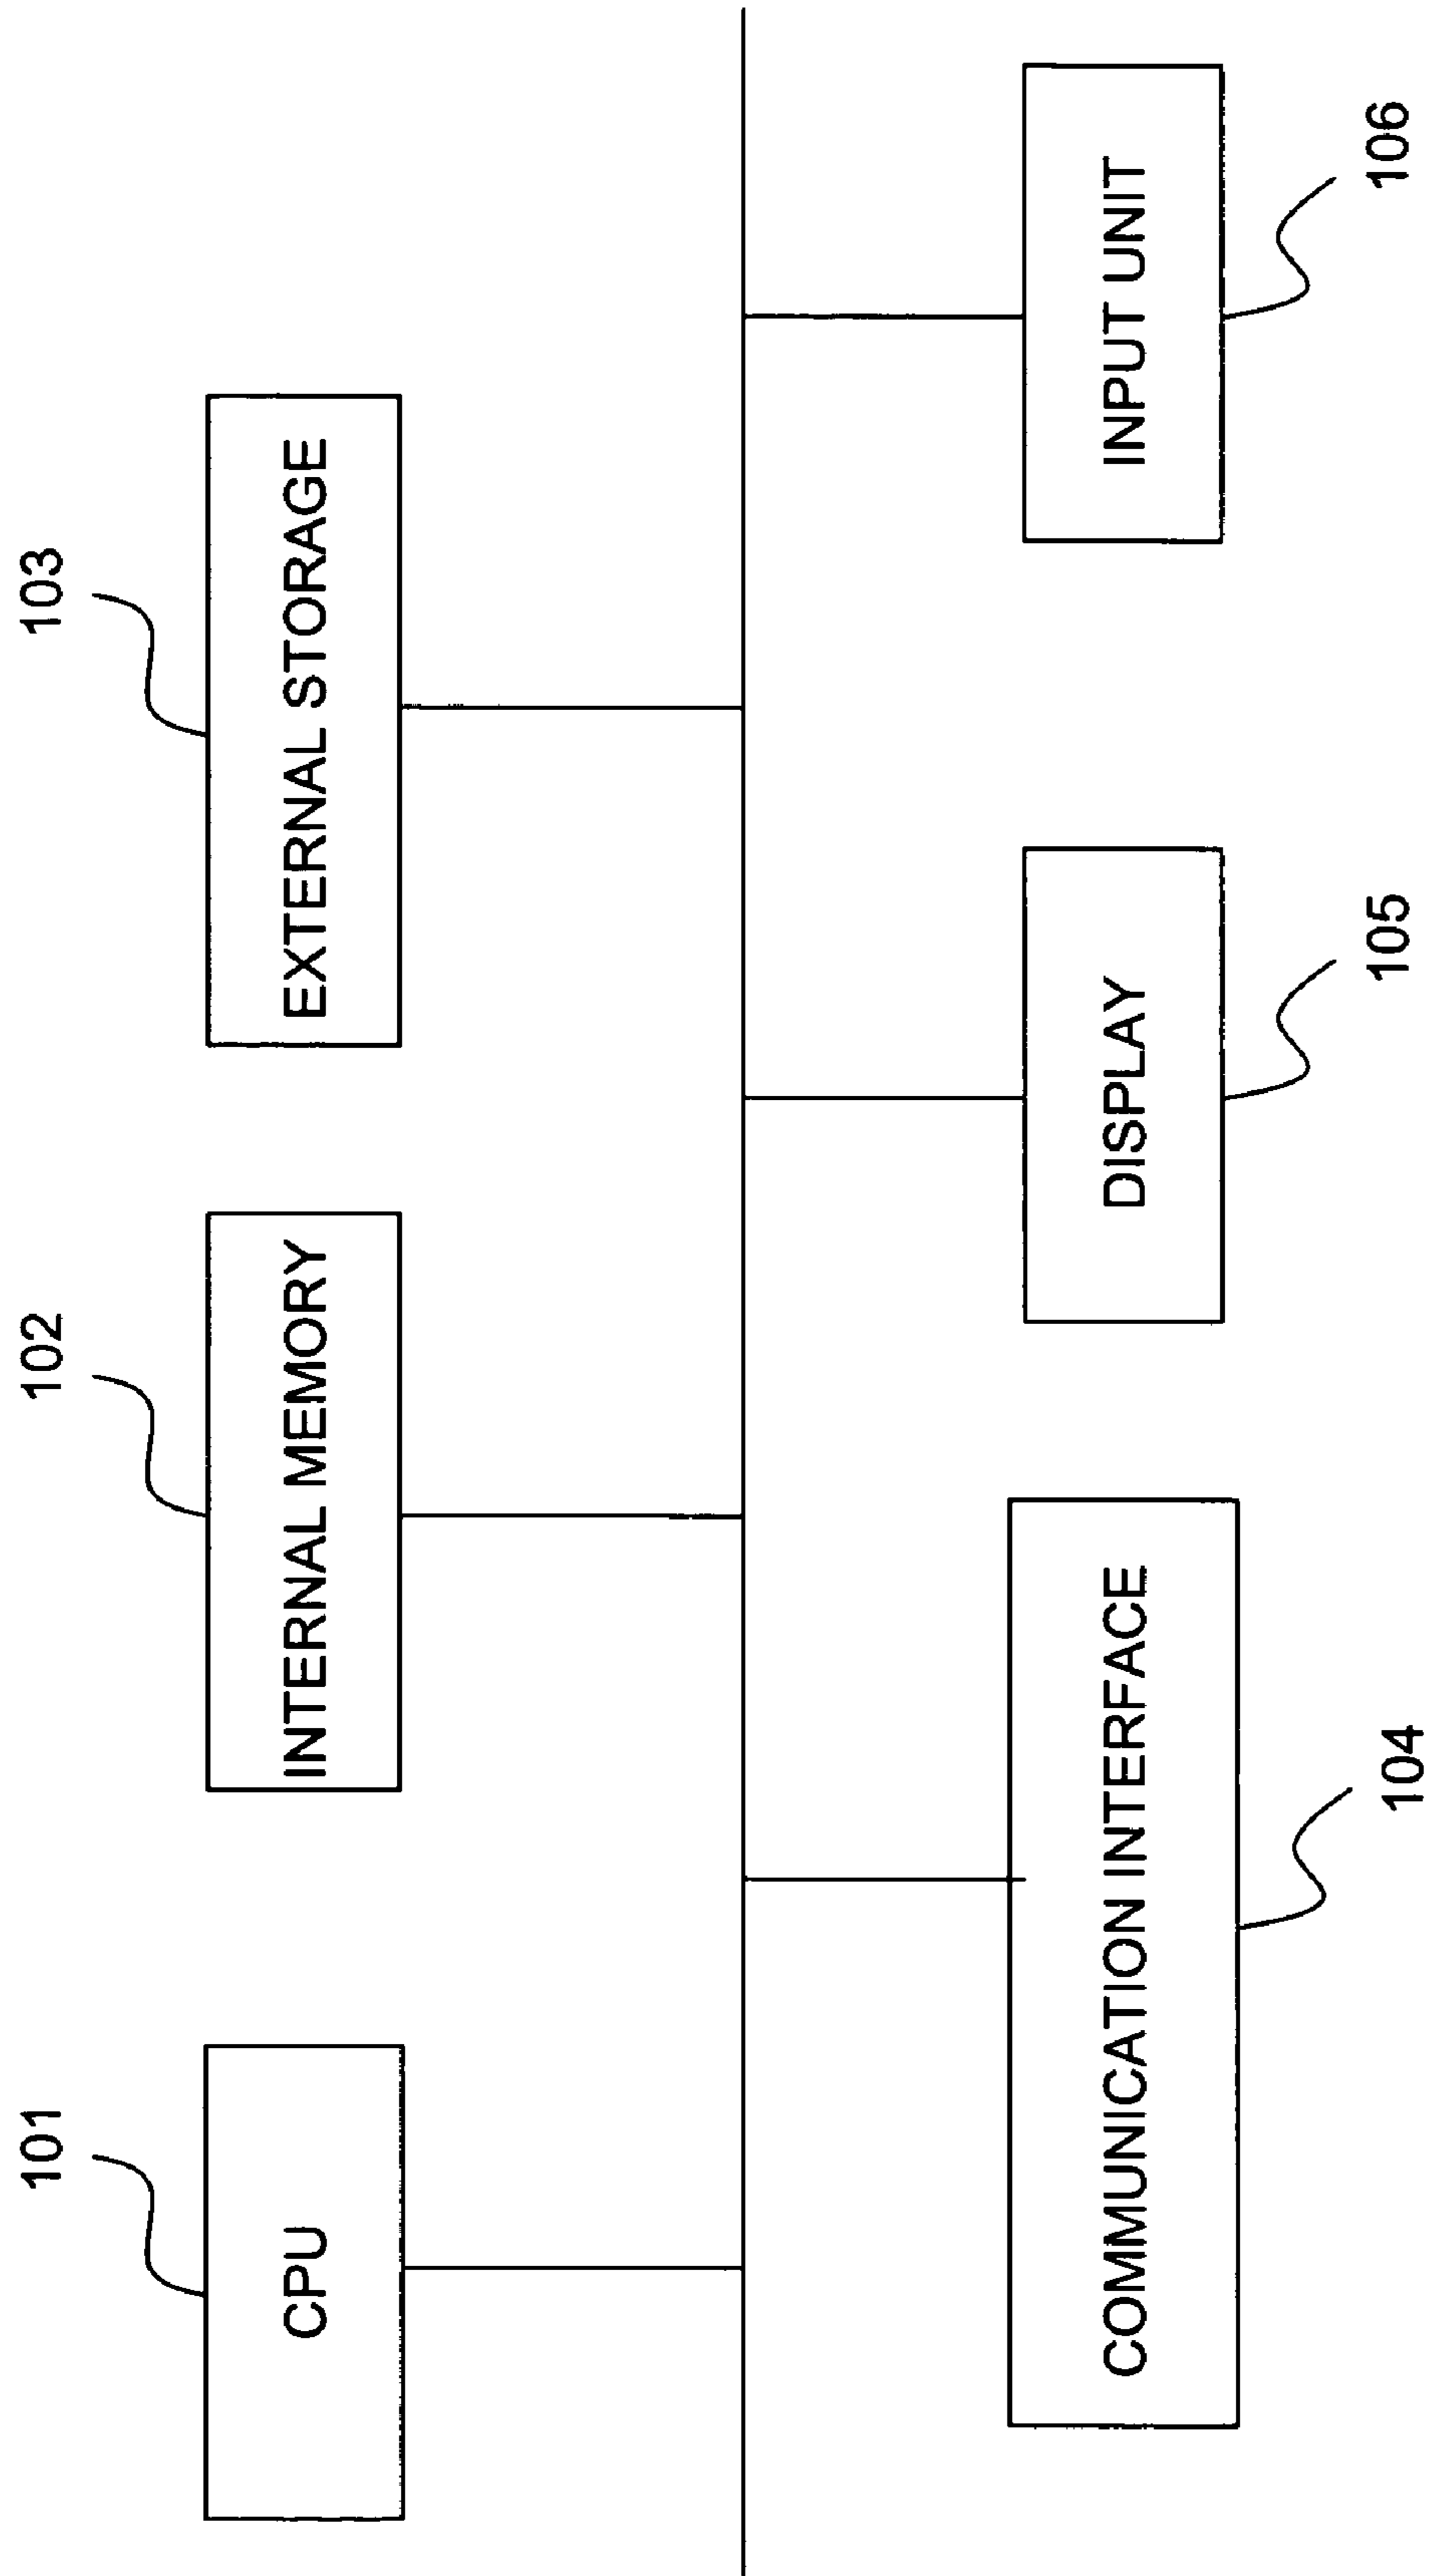 101
CPU
102
INTERNAL MEMORY
103
EXTERNAL STORAGE
COMMUNICATION INTERFACE
104
DISPLAY
105
INPUT UNIT
106